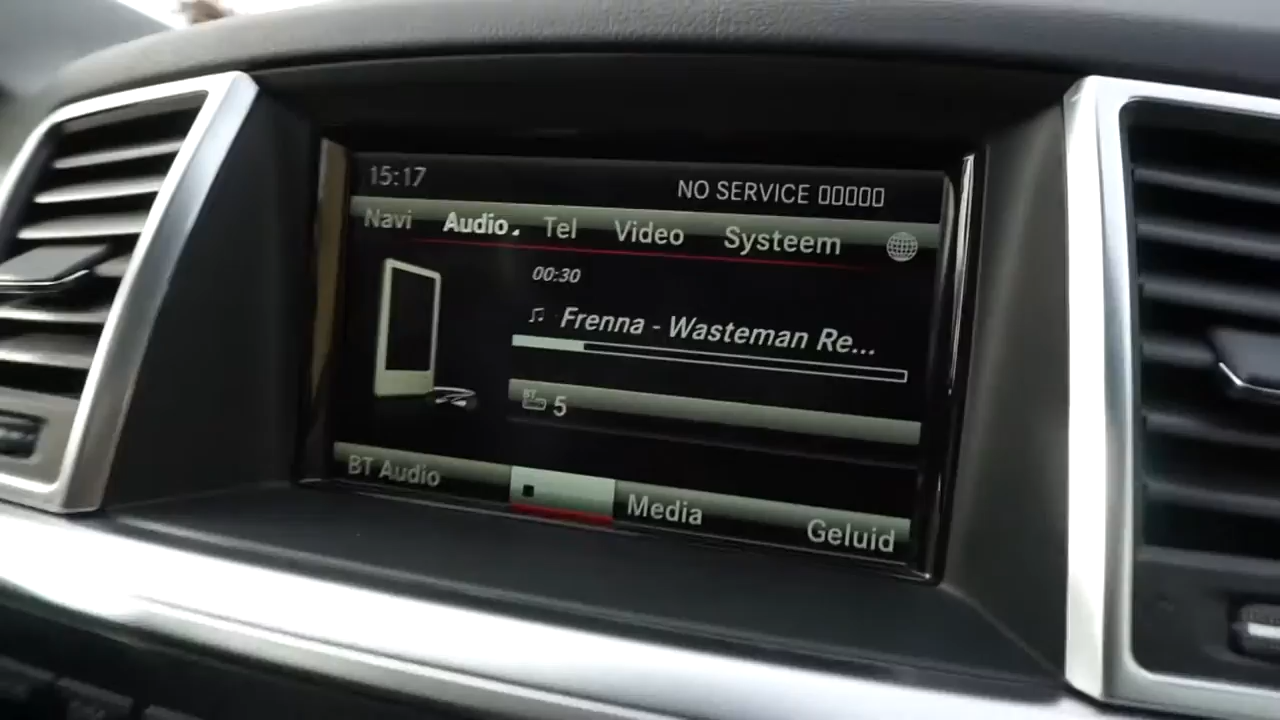 15:17
NO SERVICE
Navi Audio Tel Video Systeem
00:30
Frenna - Wasteman Re...
BT 5
BT Audio Media Geluid